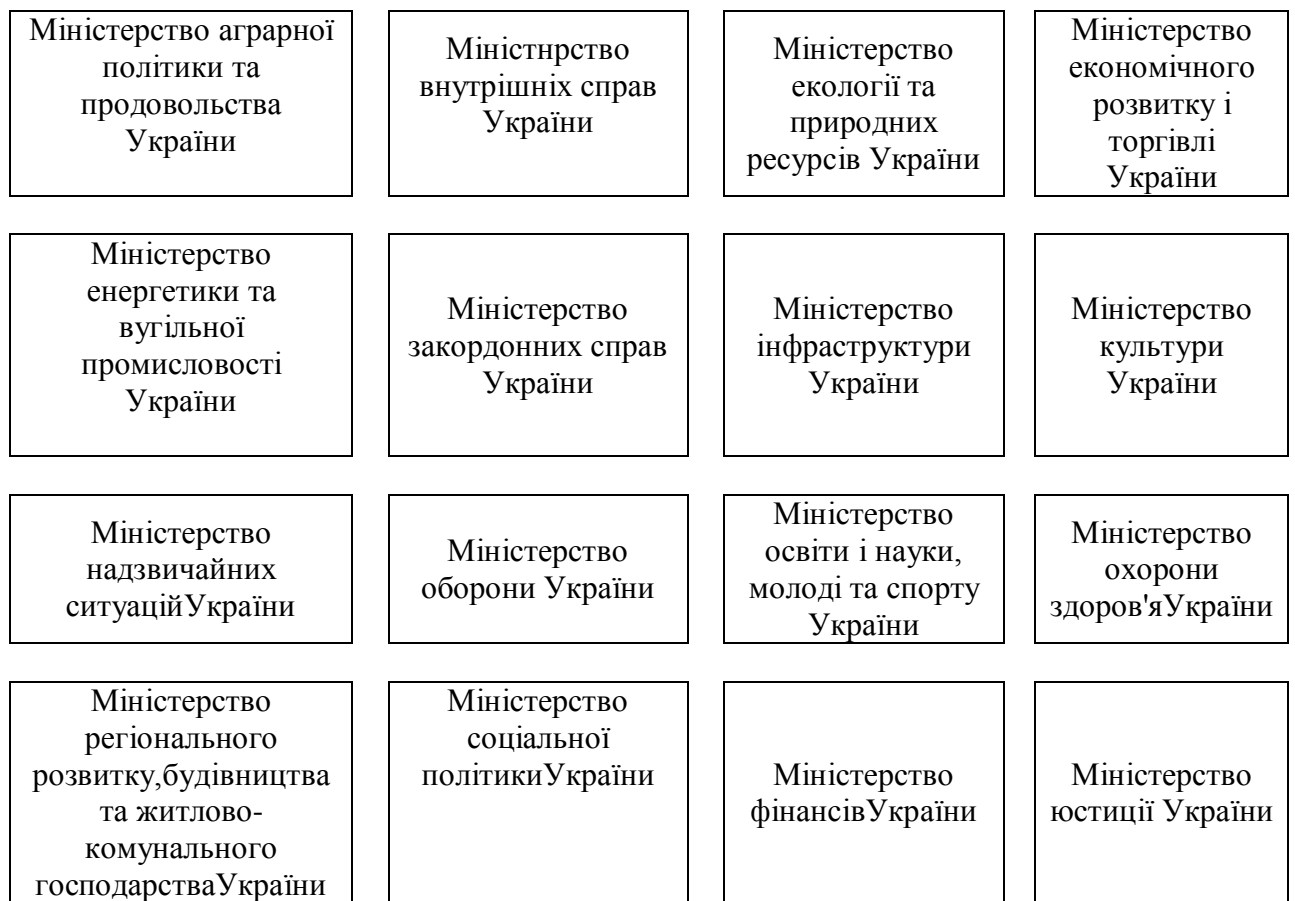 Міністерство аграрної
політики та
продовольства
України
Міністнрство
внутрішніх справ
України
Міністерство
екології та
природних
ресурсів України
Міністерство
економічного
розвитку і
торгівлі
України
Міністерство
енергетики та
вугільної
промисловості
України
Міністерство
закордонних справ
України
Міністерство
інфраструктури
України
Міністерство
культури
України
Міністерство
надзвичайних
ситуаційУкраїни
Міністерство
оборони України
Міністерство
освіти і науки,
молоді та спорту
України
Міністерство
охорони
здоров'яУкраїни
Міністерство
регіонального
розвитку,будівництва
та житлово-
комунального
господарстваУкраїни
Міністерство
соціальної
політикиУкраїни
Міністерство
фінансівУкраїни
Міністерство
юстиції України